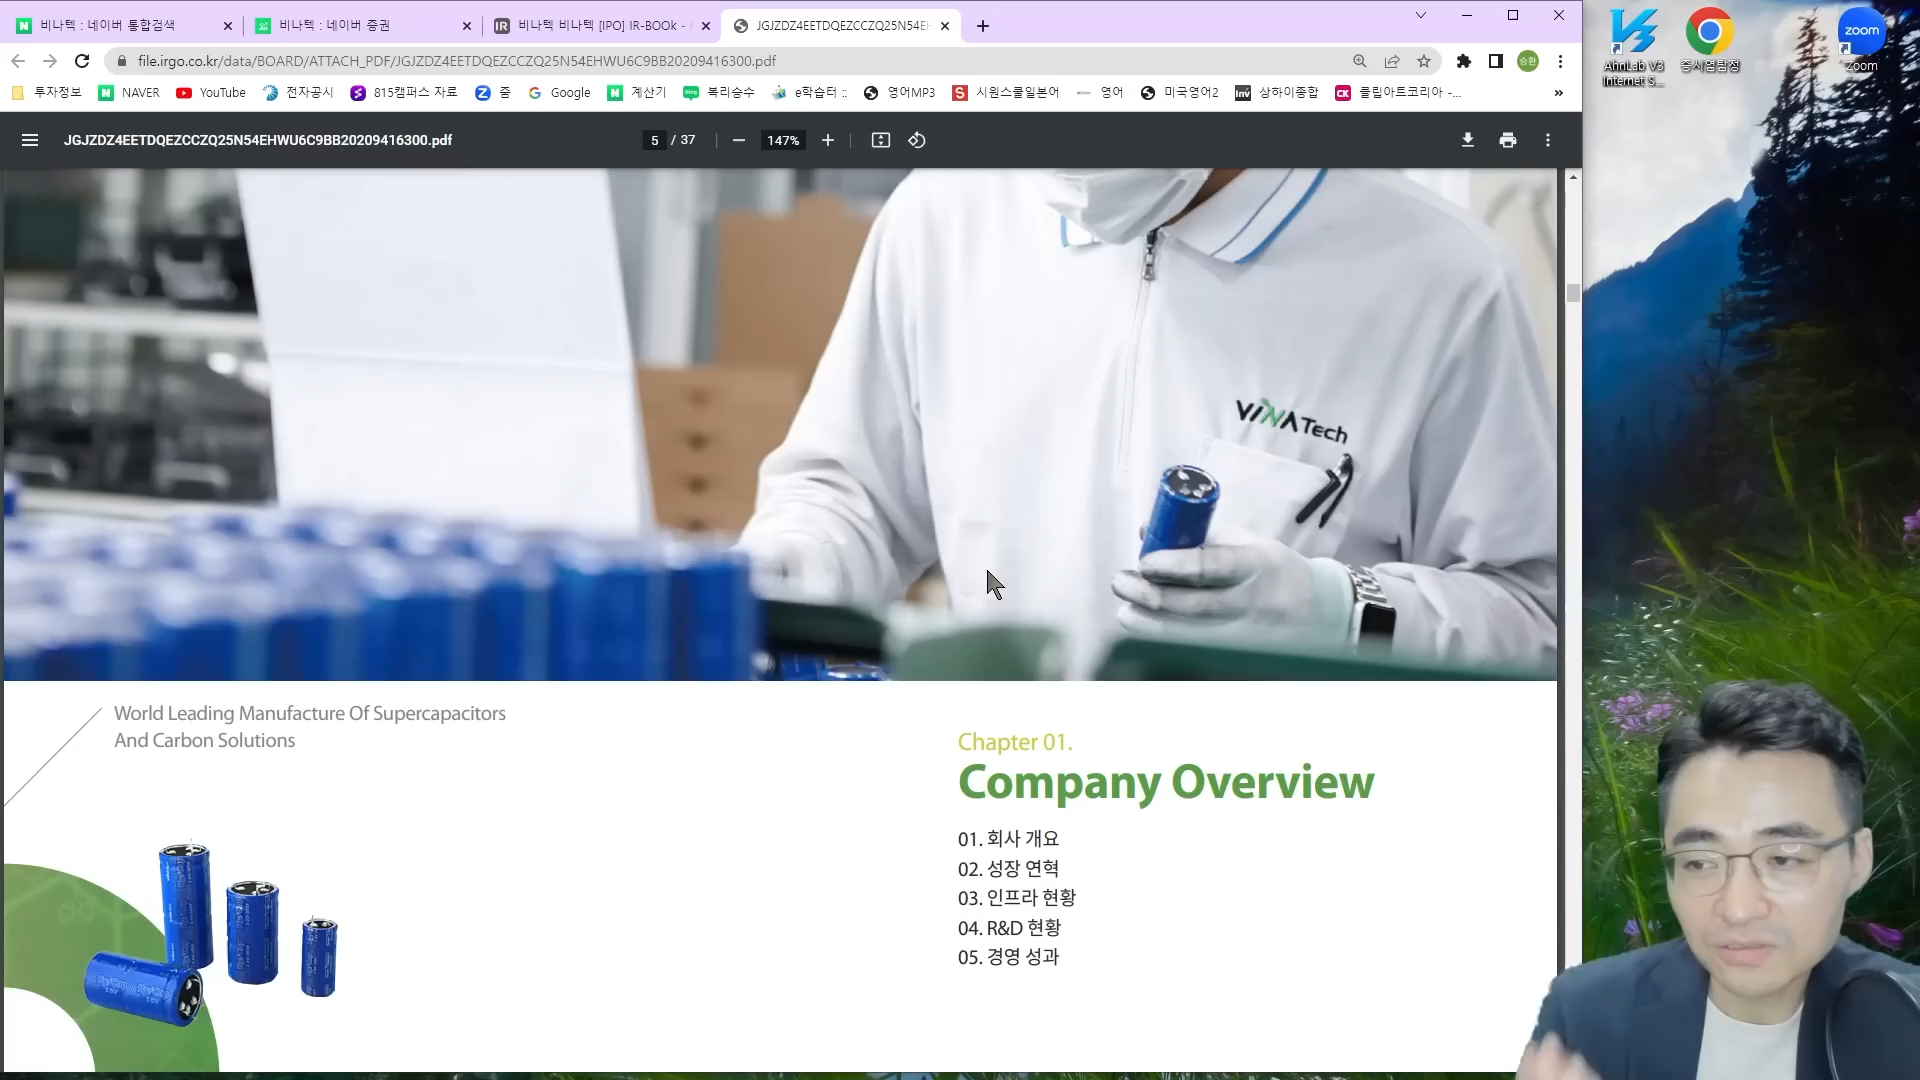 비나텍 : 네이버 통합검색
비나텍 : 네이버 증권
비나텍 비나텍 [IPO] IR-BOOk -
JGJZDZ4EETDQEZCCZQ25N54EH
file.irgo.co.kr/data/BOARD/ATTACH_PDF/JGJZDZ4EETDQEZCCZQ25N54EHWU6C9BB20209416300.pdf
승환
투자정보
NAVER
YouTube
전자공시
815캠퍼스 자료
줌
Google
계산기
복리승수
e학습터 ::
영어MP3
시원스쿨일본어
영어
미국영어2
상하이종합
클립아트코리아 -...
»
JGJZDZ4EETDQEZCCZQ25N54EHWU6C9BB20209416300.pdf
5 / 37
147%
VINA Tech
World Leading Manufacture Of Supercapacitors
And Carbon Solutions
Chapter 01.
Company Overview
01. 회사 개요
02. 성장 연혁
03. 인프라 현황
04. R&D 현황
05. 경영 성과
AhnLab V3
Internet S...
증시염탐정
zoom
Zoom